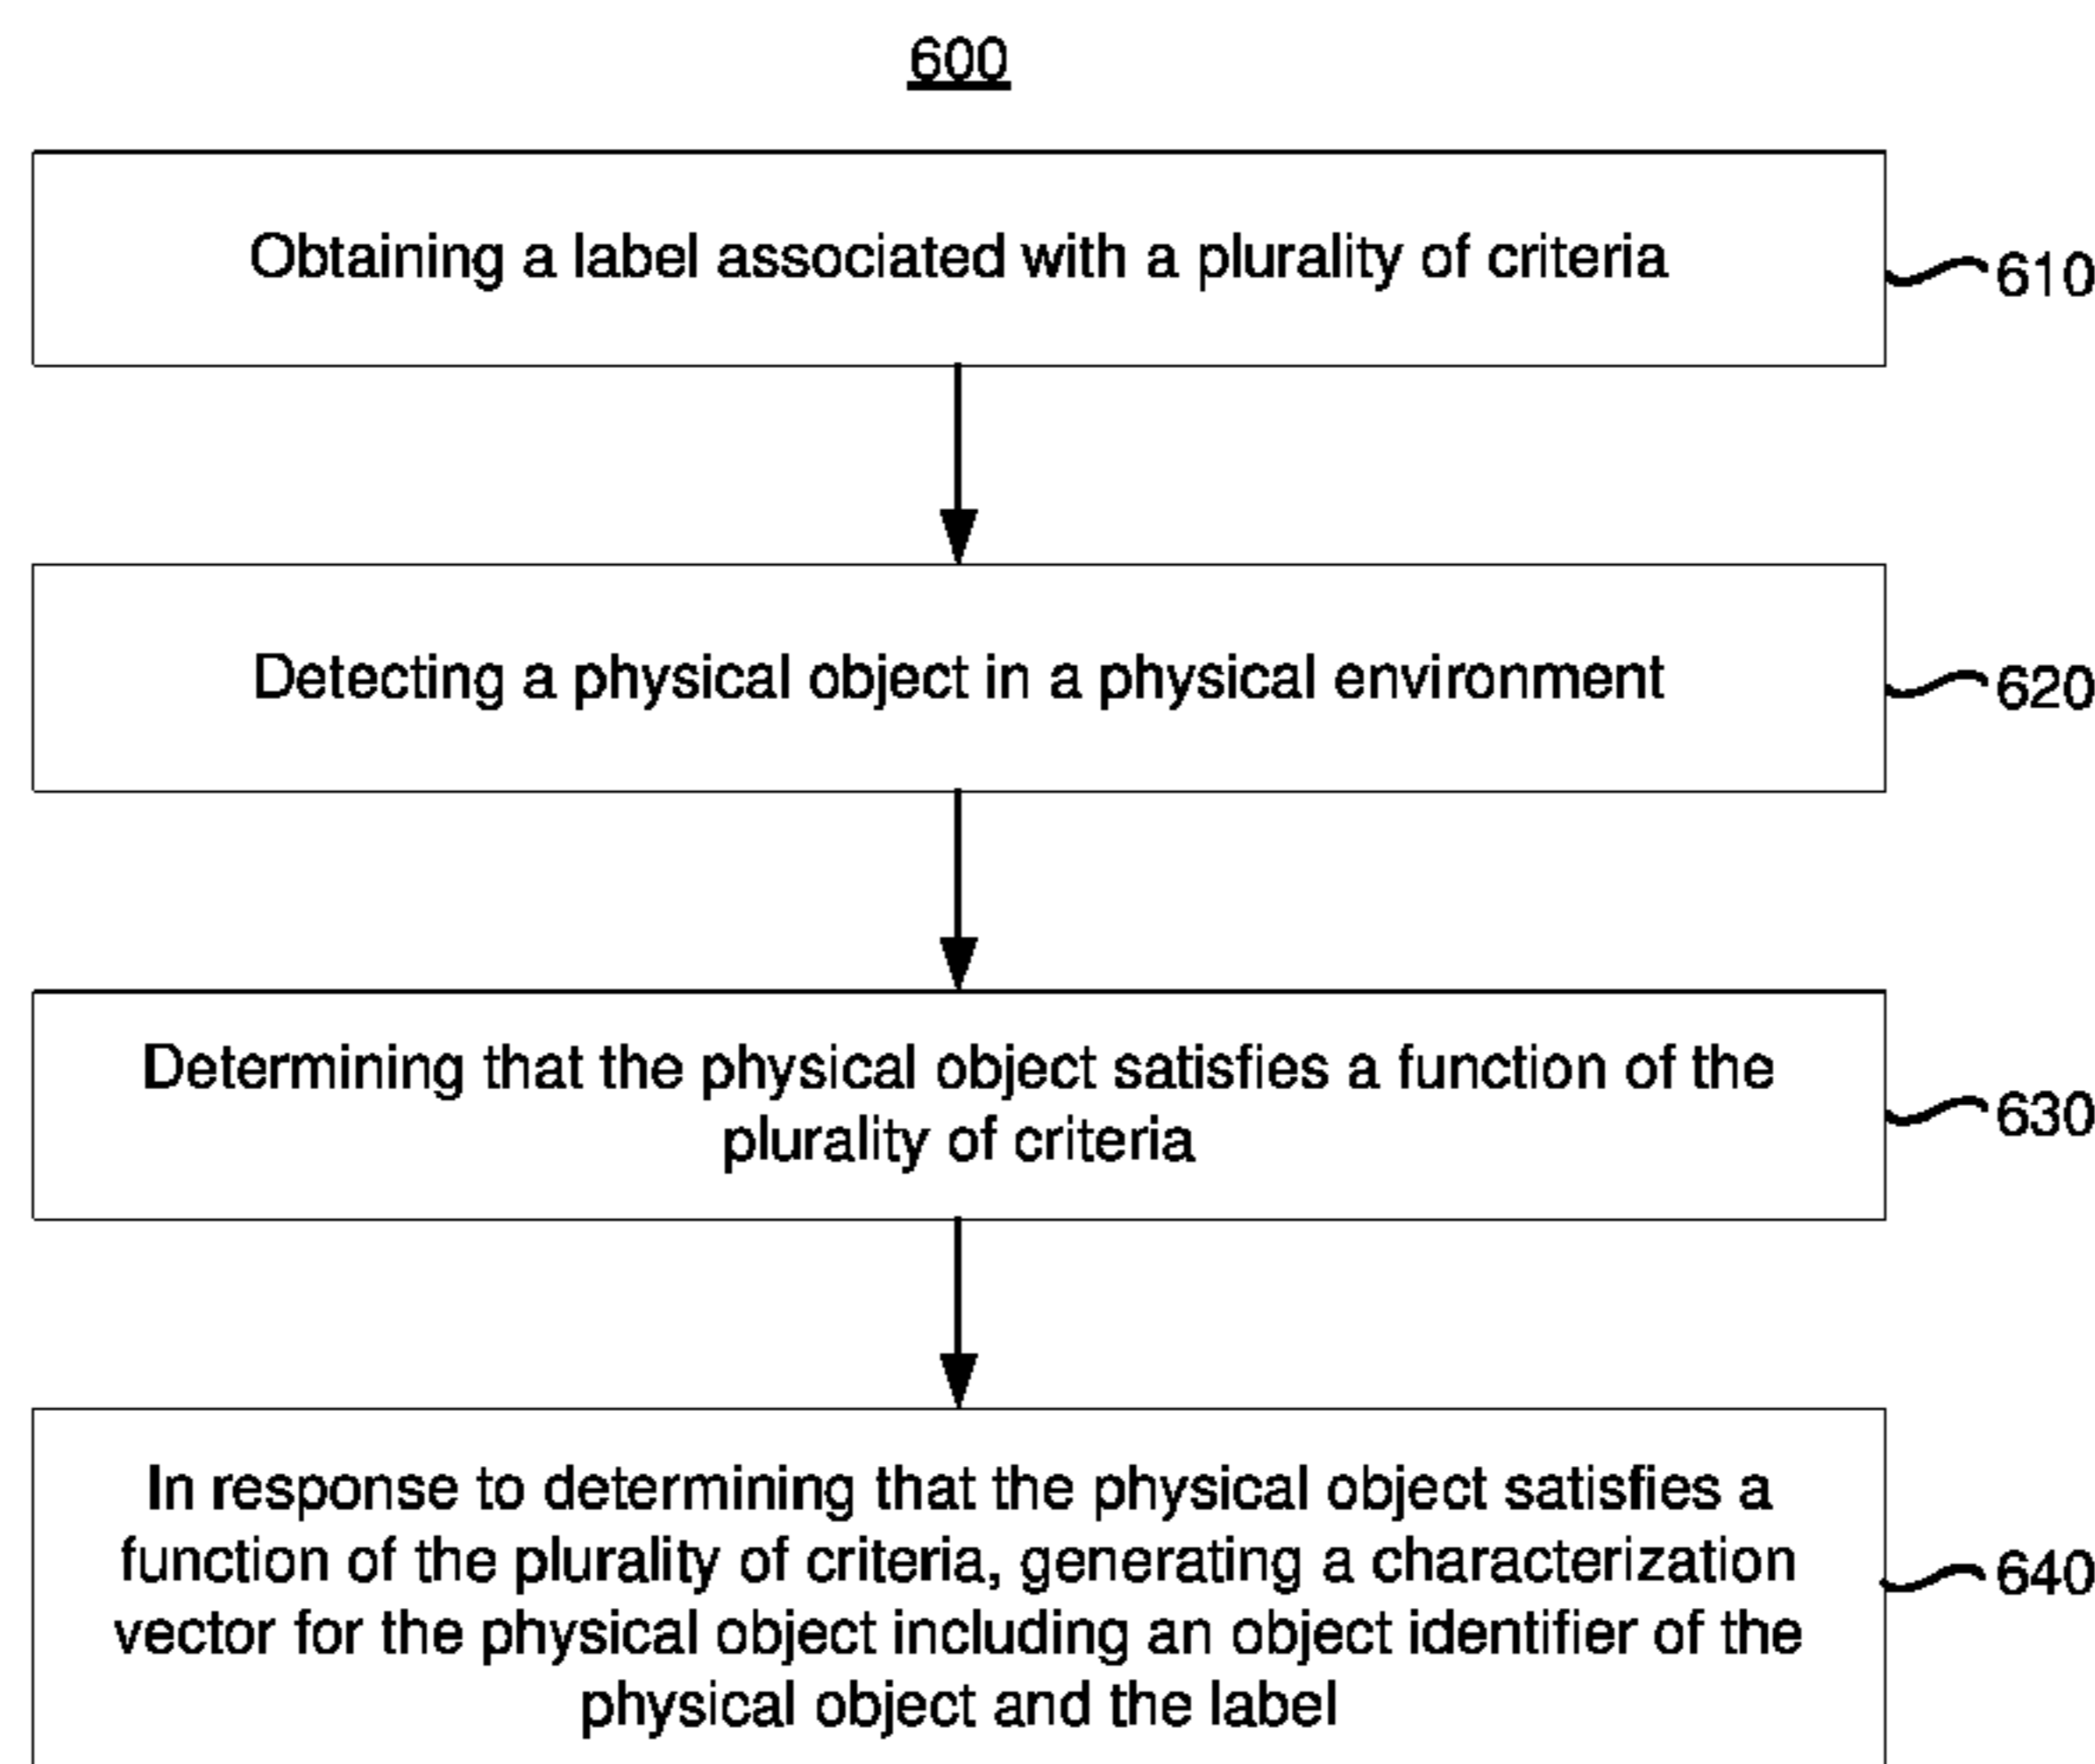 600
Obtaining a label associated with a plurality of criteria
610
Detecting a physical object in a physical environment
620
Determining that the physical object satisfies a function of the
plurality of criteria
630
In response to determining that the physical object satisfies a
function of the plurality of criteria, generating a characterization
vector for the physical object including an object identifier of the
physical object and the label
640